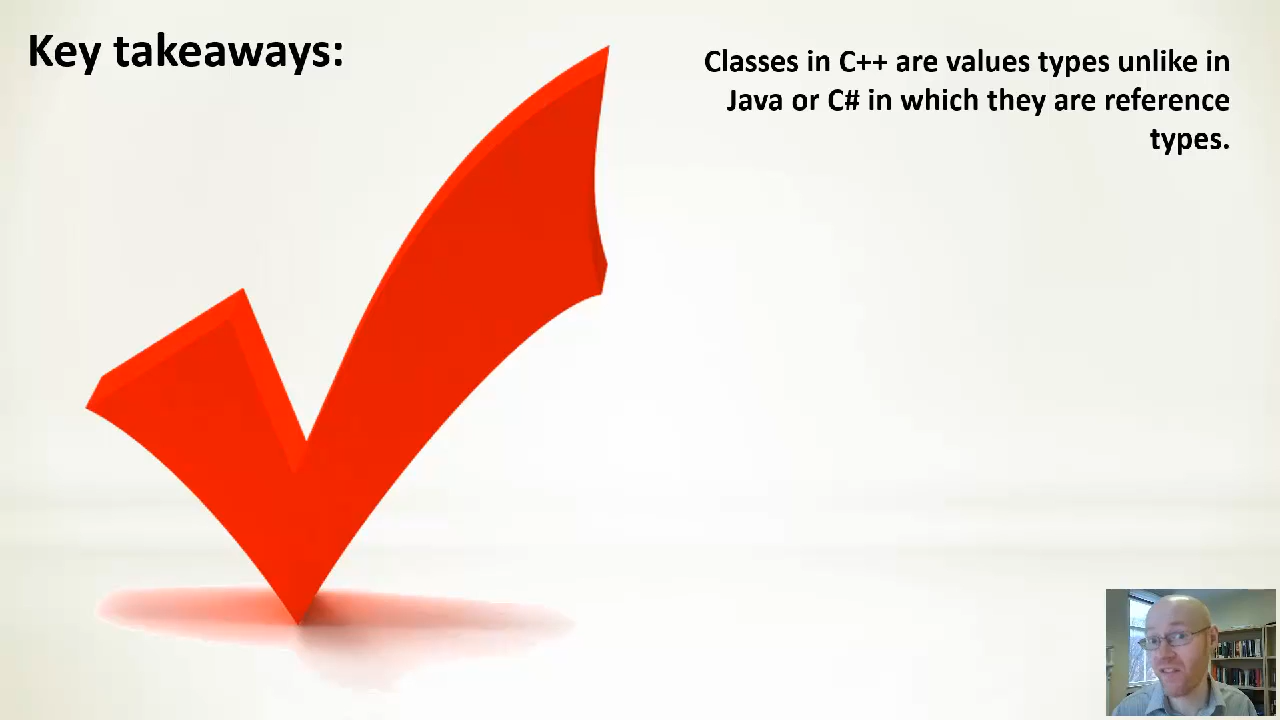 Key takeaways:
Classes in C++ are values types unlike in
Java or C# in which they are reference
types.